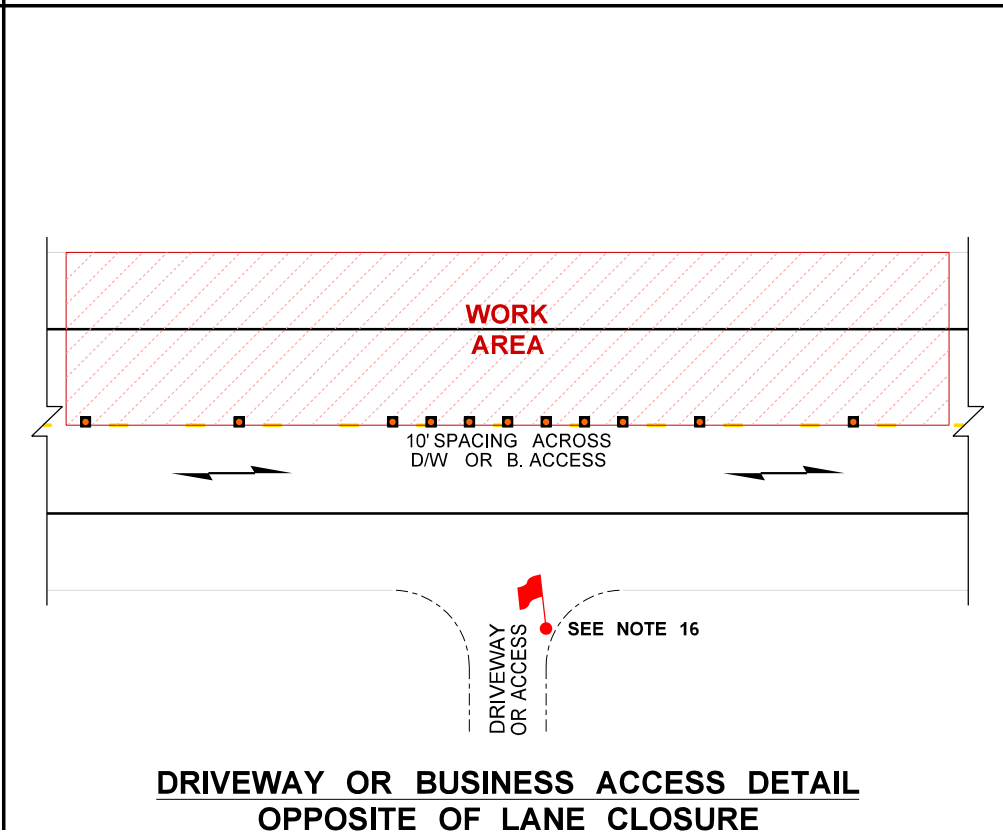 WORK
AREA
10' SPACING ACROSS
D/W OR B. ACCESS
SEE NOTE 16
DRIVEWAY
OR ACCESS
DRIVEWAY OR BUSINESS ACCESS DETAIL
OPPOSITE OF LANE CLOSURE